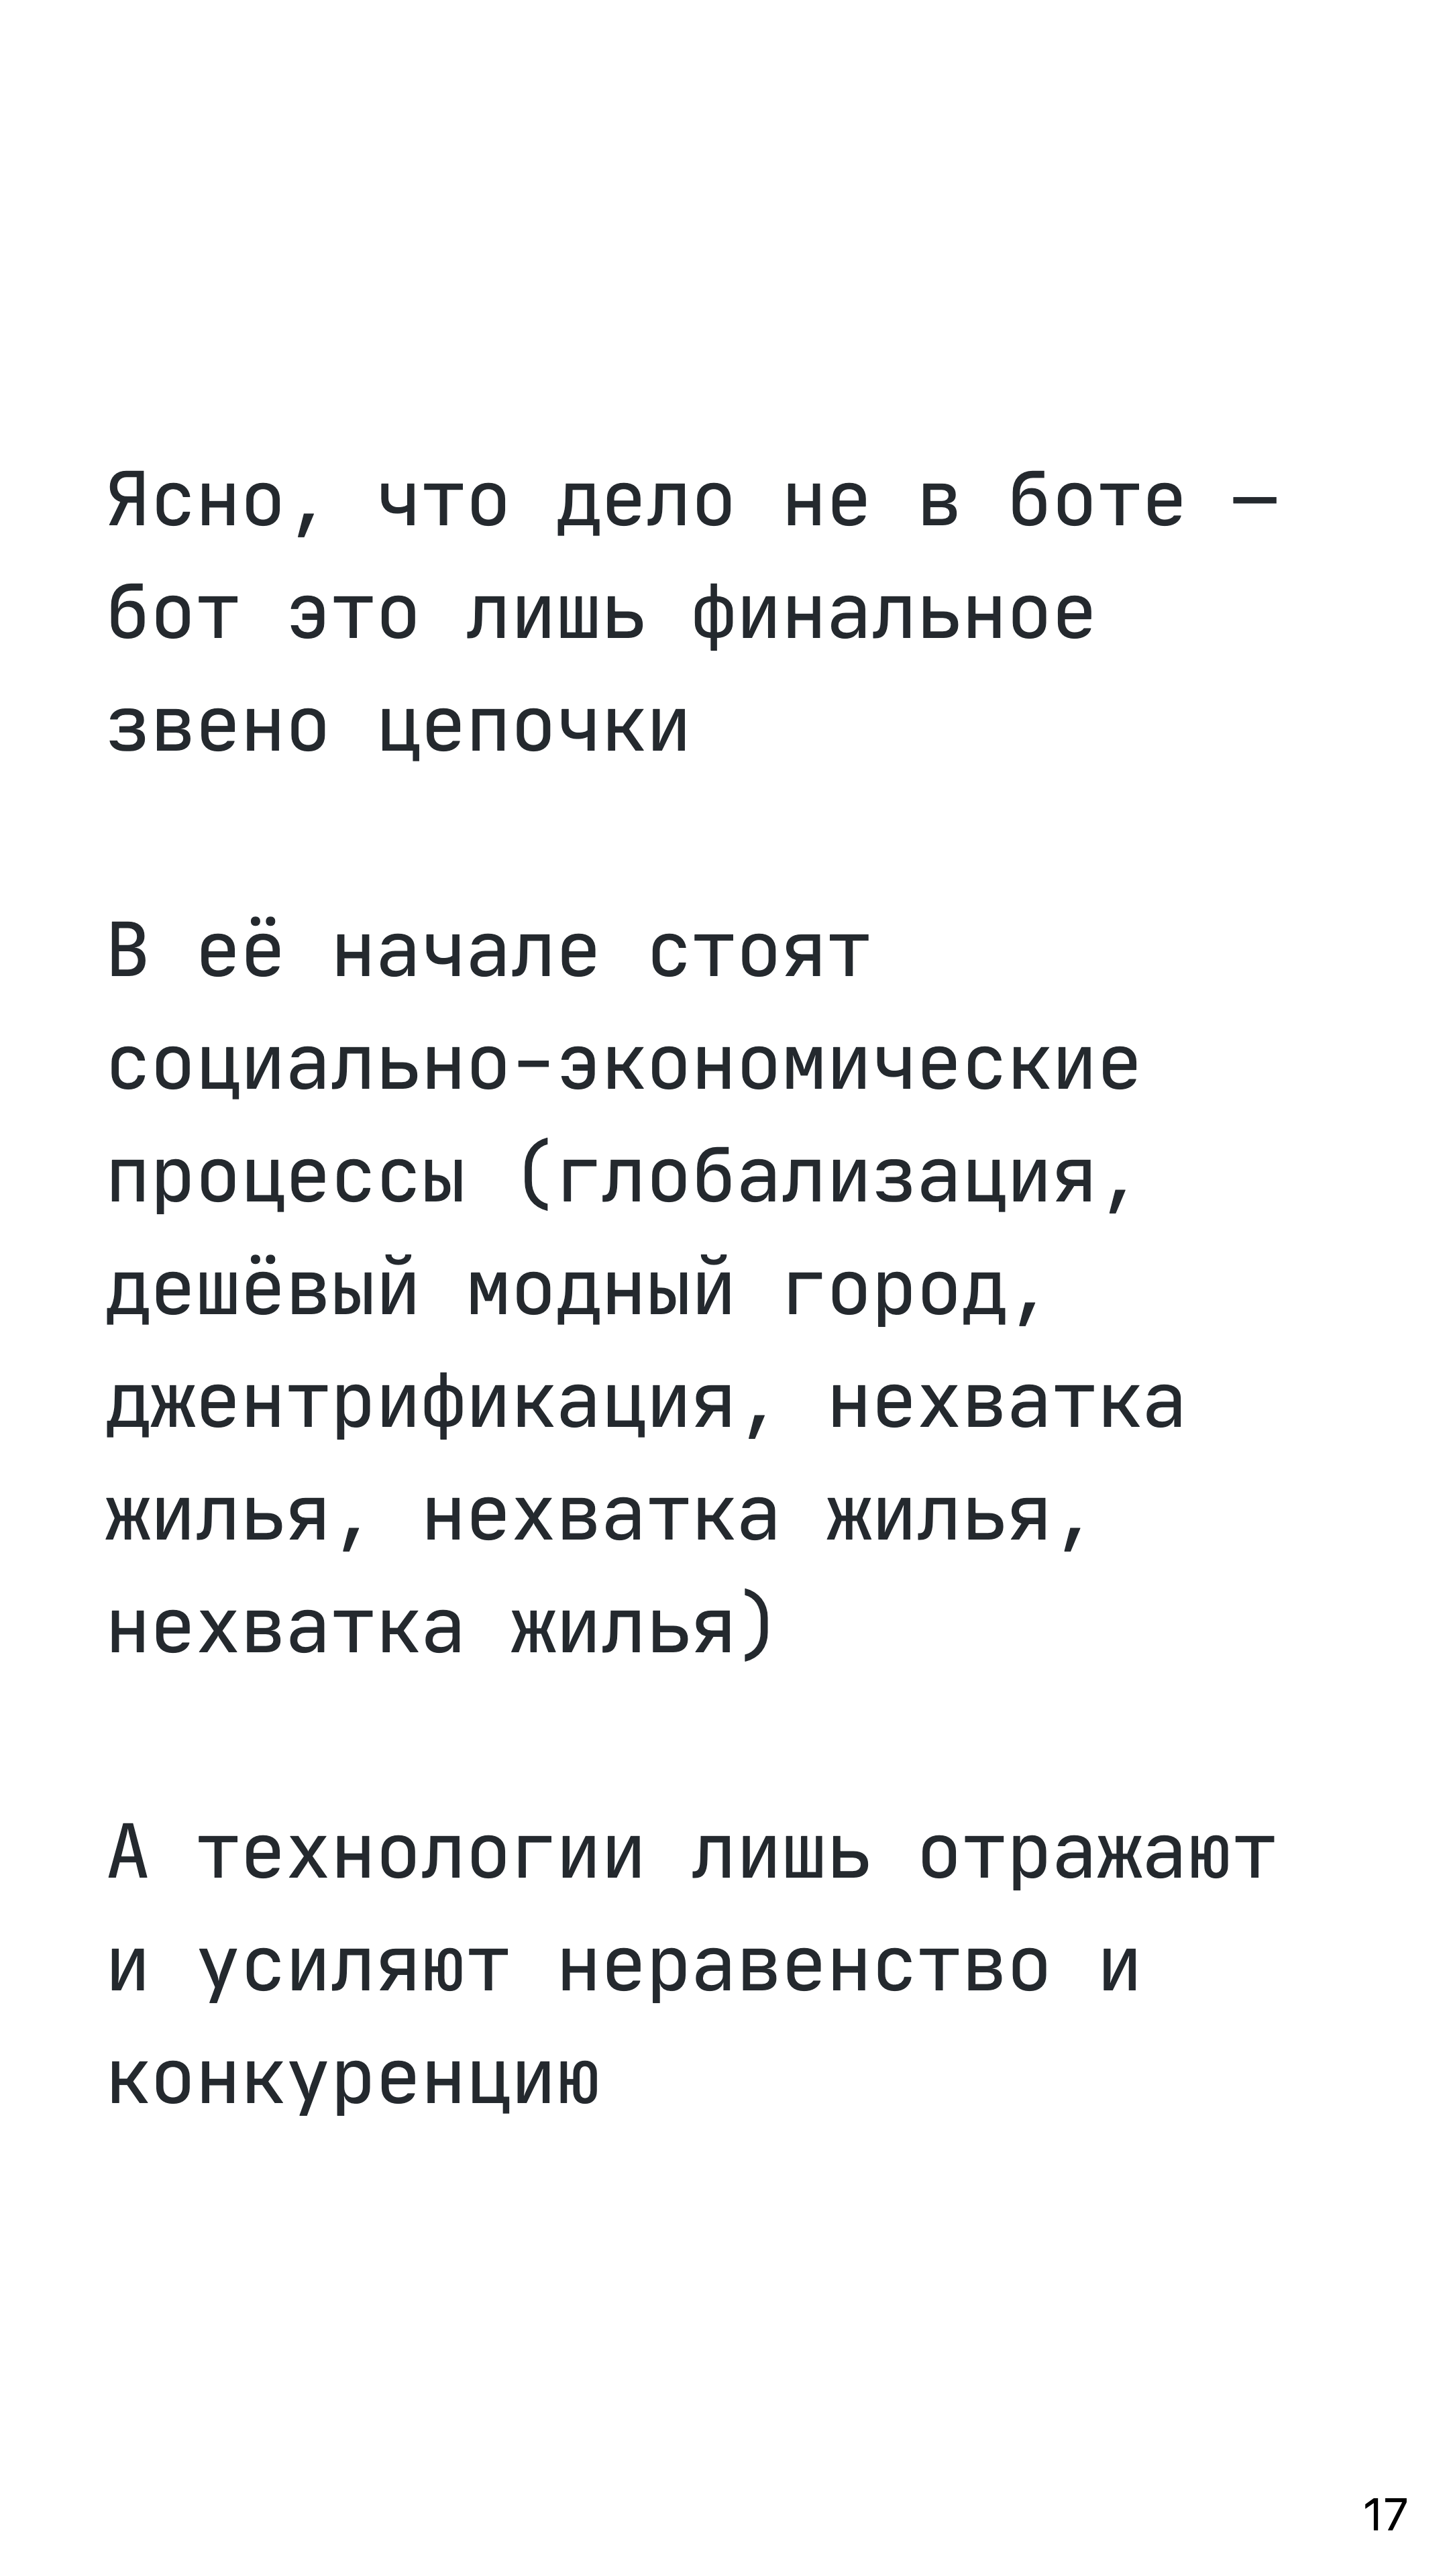 Ясно, что дело не в боте —
бот это лишь финальное
звено цепочки
В её начале стоят
социально-экономические
процессы (глобализация,
дешёвый модный город,
джентрификация, нехватка
жилья, нехватка жилья,
нехватка жилья)
А технологии лишь отражают
и усиляют неравенство и
конкуренцию
17